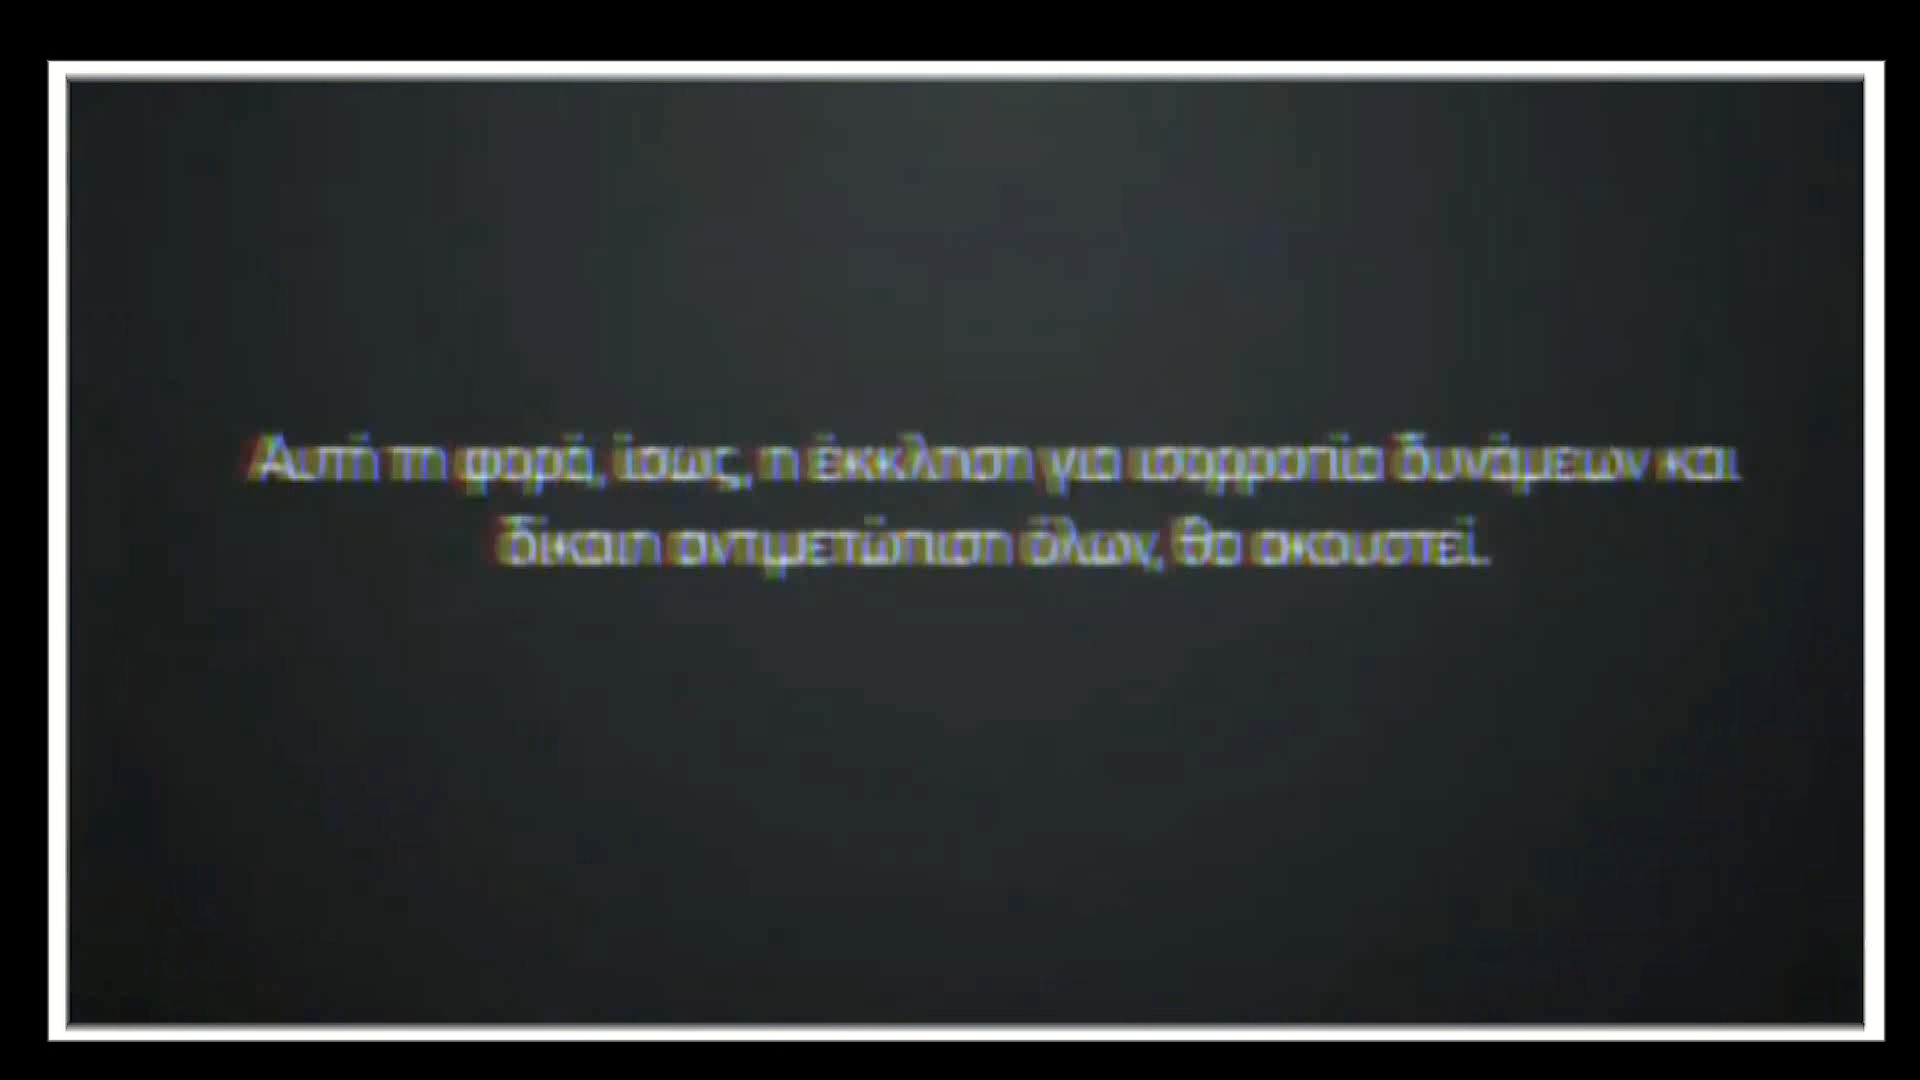 Αυτή τη φορά, ίσως, η έκκληση για ισορροπία δυνάμεων και
δίκαιη αντιμετώπιση όλων, θα ακουστεί.